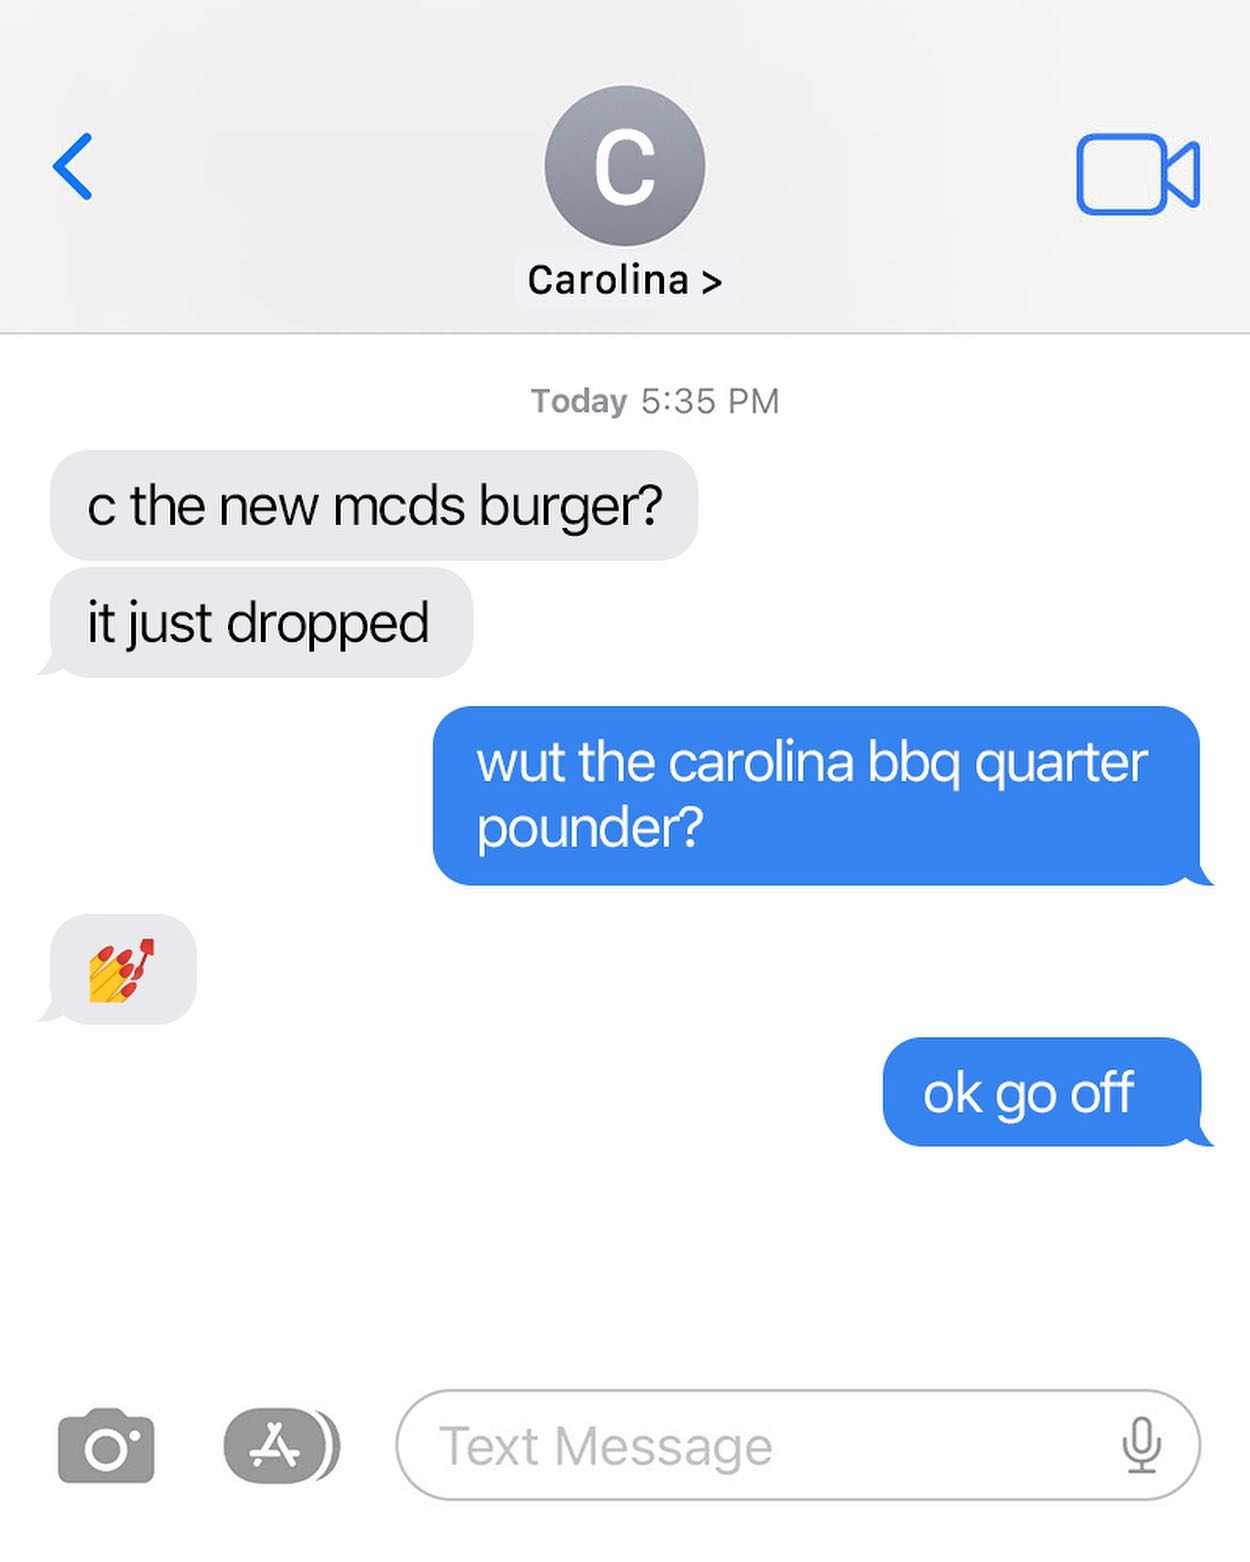 C
Carolina >
Today 5:35 PM
c the new mcds burger?
it just dropped
wut the carolina bbq quarter
pounder?
💅
ok go off
Text Message